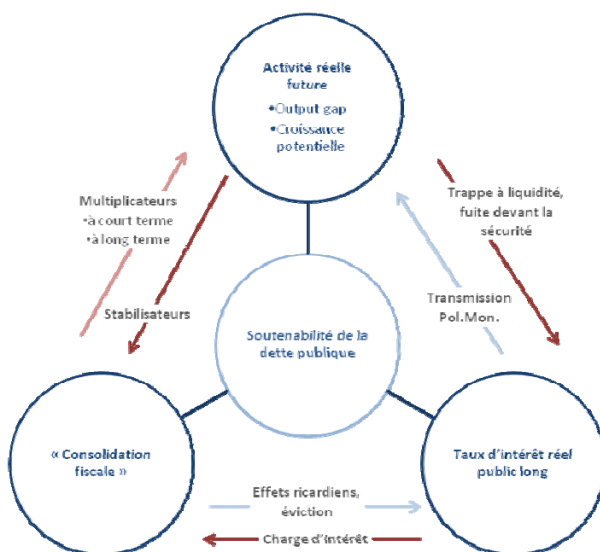 Activité réelle
future
•Output gap
•Croissance
potentielle
Multiplicateurs
•à court terme
•à long terme
Trappe à liquidité,
fuite devant la
sécurité
Stabilisateurs
Transmission
Pol.Mon.
Soutenabilité de la
dette publique
« Consolidation
fiscale »
Taux d'intérêt réel
public long
Effets ricardiens,
éviction
Charge d'intérêt